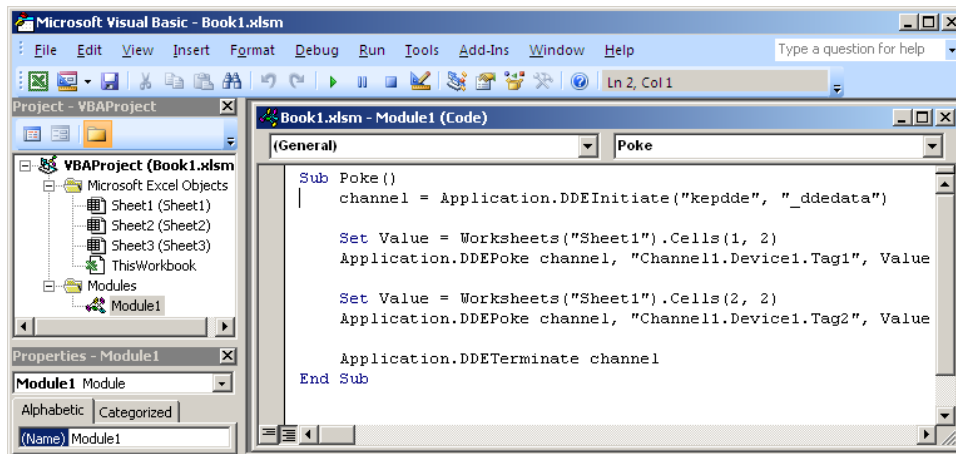 Microsoft Visual Basic - Book1.xlsm
File Edit View Insert Format Debug Run Tools Add-Ins Window Help
Type a question for help
Ln 2, Col 1
Project - VBAProject
VBAProject (Book1.xlsm
Microsoft Excel Objects
Sheet1 (Sheet1)
Sheet2 (Sheet2)
Sheet3 (Sheet3)
ThisWorkbook
Modules
Module1
Properties - Module1
Module1 Module
Alphabetic Categorized
(Name) Module1
Book1.xlsm - Module1 (Code)
(General) Poke
Sub Poke()
channel = Application.DDEInitiate("kepdde", "_ddedata")
Set Value = Worksheets("Sheet1").Cells(1, 2)
Application.DDEPoke channel, "Channel1.Device1.Tag1", Value
Set Value = Worksheets("Sheet1").Cells(2, 2)
Application.DDEPoke channel, "Channel1.Device1.Tag2", Value
Application.DDETerminate channel
End Sub